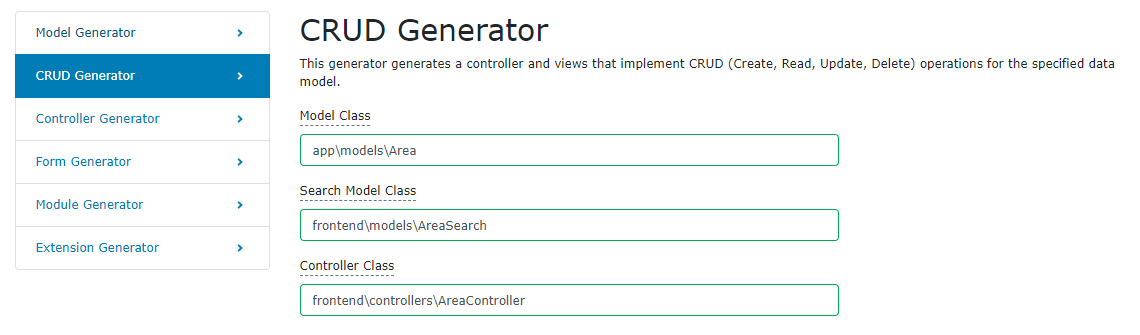 Model Generator
CRUD Generator
Controller Generator
Form Generator
Module Generator
Extension Generator
CRUD Generator
This generator generates a controller and views that implement CRUD (Create, Read, Update, Delete) operations for the specified data
model.
Model Class
app\models\Area
Search Model Class
frontend\models\AreaSearch
Controller Class
frontend\controllers\AreaController